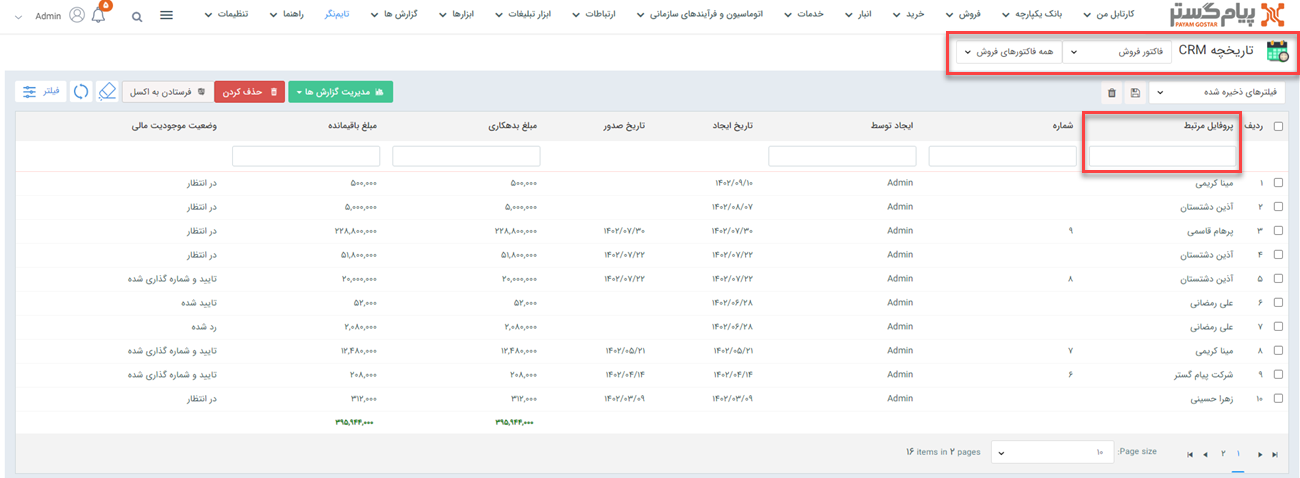 پیام گستر
PAYAM GOSTAR
کارتابل من
بانک یکپارچه
فروش
خرید
انبار
خدمات
اتوماسیون و فرآیندهای سازمانی
ارتباطات
ابزار تبلیغات
ابزارها
گزارش ها
تایم‌نگر
راهنما
تنظیمات
۵
Admin
تاریخچه CRM
فاکتور فروش
همه فاکتورهای فروش
فیلترهای ذخیره شده
مدیریت گزارش ها
حذف کردن
فرستادن به اکسل
فیلتر
ردیف پروفایل مرتبط شماره ایجاد توسط تاریخ ایجاد تاریخ صدور مبلغ بدهکاری مبلغ باقیمانده وضعیت موجودیت مالی
۱ مینا کریمی Admin ۱۴۰۲/۰۹/۱۰ ۵۰۰,۰۰۰ ۵۰۰,۰۰۰ در انتظار
۲ آذین دشتستان Admin ۱۴۰۲/۰۸/۰۷ ۵,۰۰۰,۰۰۰ ۵,۰۰۰,۰۰۰ در انتظار
۳ پرهام قاسمی ۹ Admin ۱۴۰۲/۰۷/۳۰ ۱۴۰۲/۰۷/۳۰ ۲۲۸,۸۰۰,۰۰۰ ۲۲۸,۸۰۰,۰۰۰ در انتظار
۴ آذین دشتستان Admin ۱۴۰۲/۰۷/۲۲ ۱۴۰۲/۰۷/۲۲ ۵۱,۸۰۰,۰۰۰ ۵۱,۸۰۰,۰۰۰ در انتظار
۵ آذین دشتستان ۸ Admin ۱۴۰۲/۰۷/۲۲ ۱۴۰۲/۰۷/۲۲ ۲۰,۰۰۰,۰۰۰ ۲۰,۰۰۰,۰۰۰ تایید و شماره گذاری شده
۶ علی رمضانی Admin ۱۴۰۲/۰۶/۲۸ ۵۲,۰۰۰ ۵۲,۰۰۰ تایید شده
۷ علی رمضانی Admin ۱۴۰۲/۰۶/۲۸ ۲,۰۸۰,۰۰۰ ۲,۰۸۰,۰۰۰ رد شده
۸ مینا کریمی ۷ Admin ۱۴۰۲/۰۵/۲۱ ۱۴۰۲/۰۵/۲۱ ۱۲,۴۸۰,۰۰۰ ۱۲,۴۸۰,۰۰۰ تایید و شماره گذاری شده
۹ شرکت پیام گستر ۶ Admin ۱۴۰۲/۰۴/۱۴ ۱۴۰۲/۰۴/۱۴ ۲۰۸,۰۰۰ ۲۰۸,۰۰۰ تایید و شماره گذاری شده
۱۰ زهرا حسینی Admin ۱۴۰۲/۰۳/۰۹ ۱۴۰۲/۰۳/۰۹ ۳۱۲,۰۰۰ ۳۱۲,۰۰۰ در انتظار
۳۹۵,۹۴۴,۰۰۰ ۳۹۵,۹۴۴,۰۰۰
۱ ۲
Page size:
۱۰
۱۶ items in ۲ pages